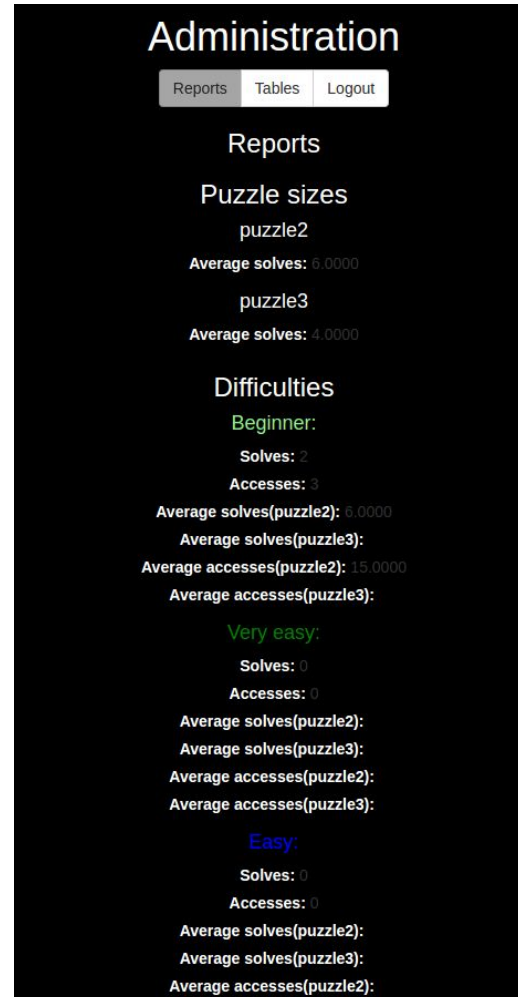 Administration
Reports Tables Logout
Reports
Puzzle sizes
puzzle2
Average solves: 6.0000
puzzle3
Average solves: 4.0000
Difficulties
Beginner:
Solves: 2
Accesses: 3
Average solves(puzzle2): 6.0000
Average solves(puzzle3):
Average accesses(puzzle2): 15.0000
Average accesses(puzzle3):
Very easy:
Solves: 0
Accesses: 0
Average solves(puzzle2):
Average solves(puzzle3):
Average accesses(puzzle2):
Average accesses(puzzle3):
Easy:
Solves: 0
Accesses: 0
Average solves(puzzle2):
Average solves(puzzle3):
Average accesses(puzzle2):